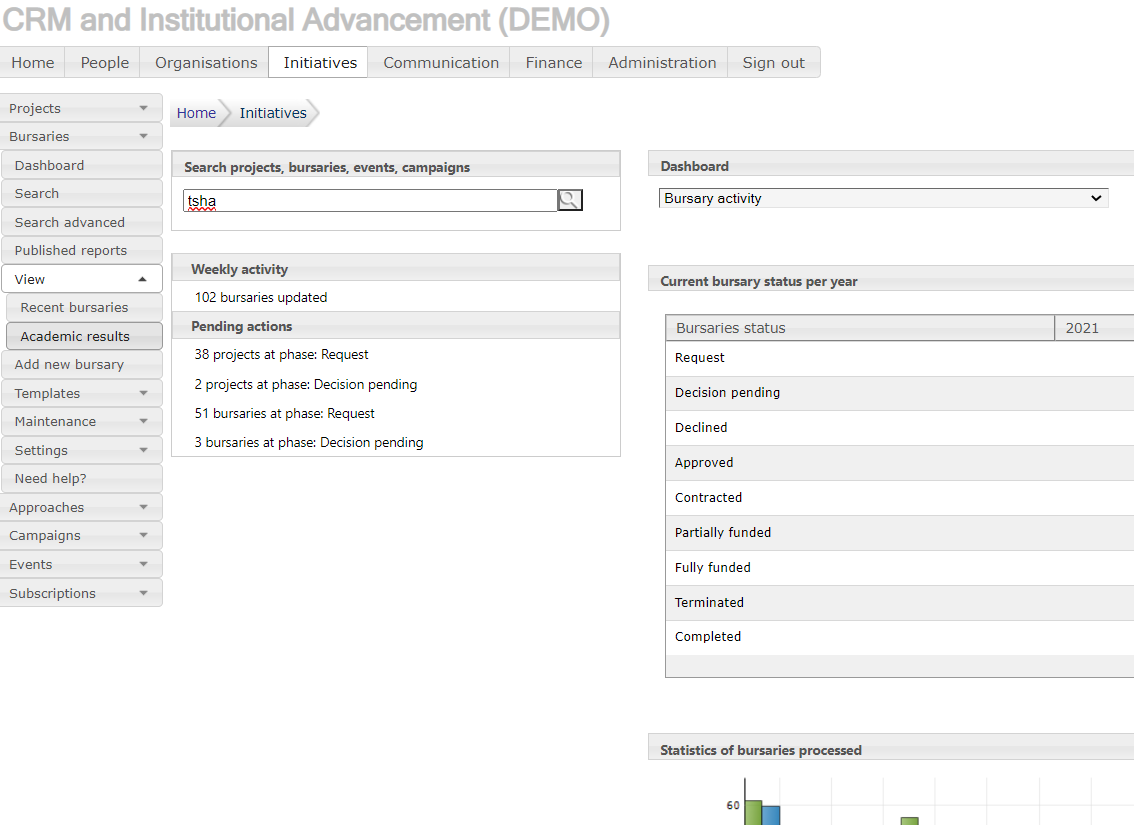 CRM and Institutional Advancement (DEMO)
Home People Organisations Initiatives Communication Finance Administration Sign out
Projects
Bursaries
Dashboard
Search
Search advanced
Published reports
View
Recent bursaries
Academic results
Add new bursary
Templates
Maintenance
Settings
Need help?
Approaches
Campaigns
Events
Subscriptions
Home Initiatives
Search projects, bursaries, events, campaigns
tsha
Weekly activity
102 bursaries updated
Pending actions
38 projects at phase: Request
2 projects at phase: Decision pending
51 bursaries at phase: Request
3 bursaries at phase: Decision pending
Dashboard
Bursary activity
Current bursary status per year
Bursaries status 2021
Request
Decision pending
Declined
Approved
Contracted
Partially funded
Fully funded
Terminated
Completed
Statistics of bursaries processed
60